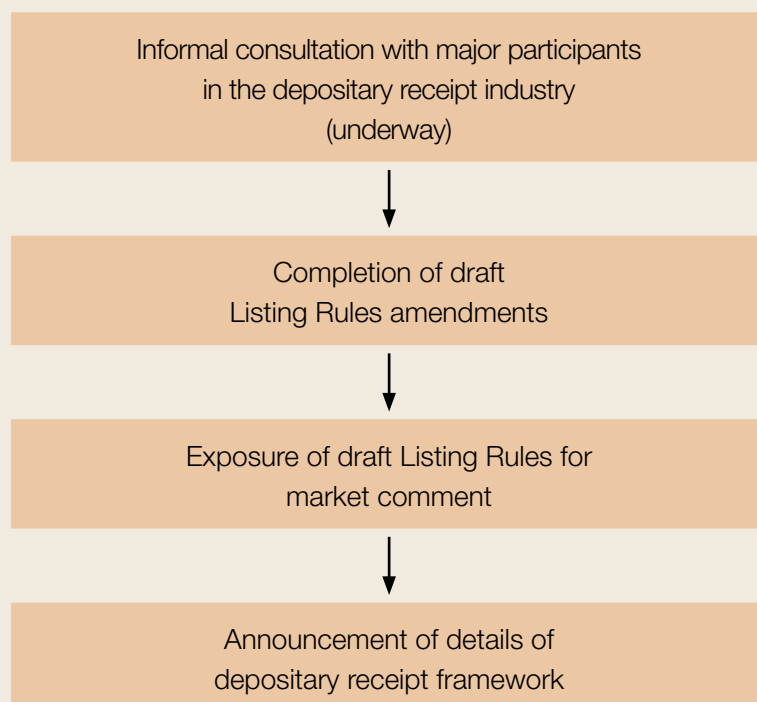 Informal consultation with major participants
in the depositary receipt industry
(underway)
Completion of draft
Listing Rules amendments
Exposure of draft Listing Rules for
market comment
Announcement of details of
depositary receipt framework